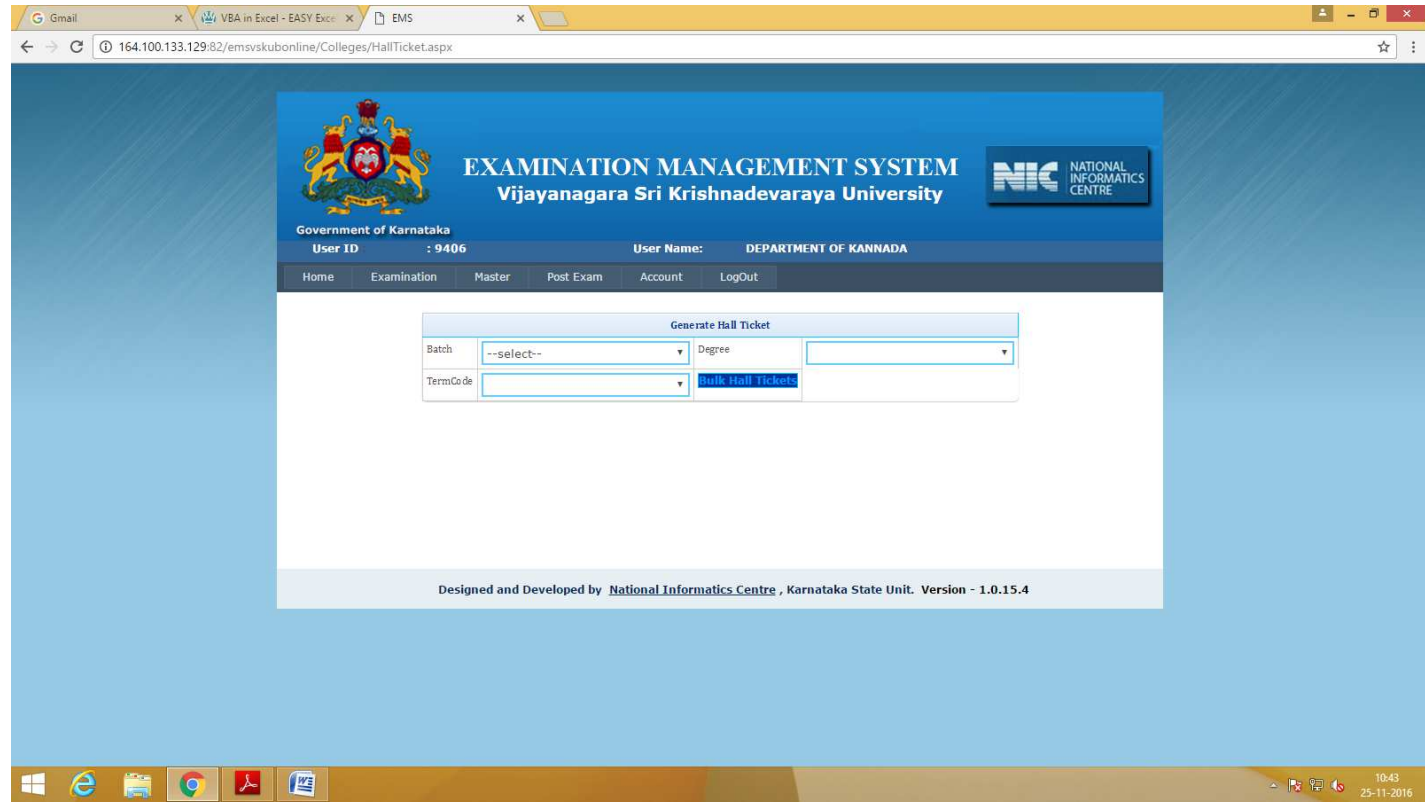 Gmail
VBA in Excel - EASY Exce
EMS
164.100.133.129:82/emsvskubonline/Colleges/HallTicket.aspx
EXAMINATION MANAGEMENT SYSTEM
Vijayanagara Sri Krishnadevaraya University
NIC NATIONAL
INFORMATICS
CENTRE
Government of Karnataka
User ID : 9406 User Name: DEPARTMENT OF KANNADA
Home Examination Master Post Exam Account LogOut
Generate Hall Ticket
Batch --select-- Degree
TermCode Bulk Hall Tickets
Designed and Developed by National Informatics Centre , Karnataka State Unit. Version - 1.0.15.4
10:43
25-11-2016